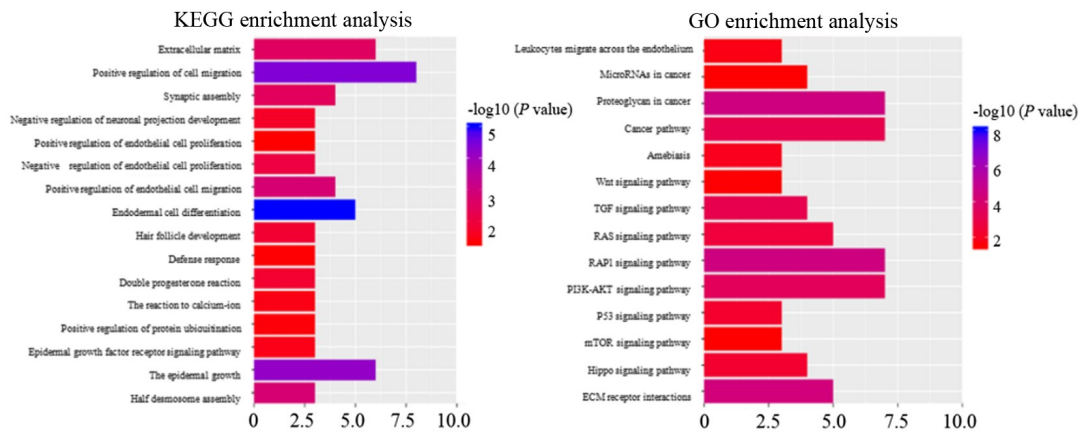 KEGG enrichment analysis
Extracellular matrix
Positive regulation of cell migration
Synaptic assembly
Negative regulation of neuronal projection development
Positive regulation of endothelial cell proliferation
Negative regulation of endothelial cell proliferation
Positive regulation of endothelial cell migration
Endodermal cell differentiation
Hair follicle development
Defense response
Double progesterone reaction
The reaction to calcium-ion
Positive regulation of protein ubiquitination
Epidermal growth factor receptor signaling pathway
The epidermal growth
Half desmosome assembly
0 2.5 5.0 7.5 10.0
-log10 (P value)
5
4
3
2
GO enrichment analysis
Leukocytes migrate across the endothelium
MicroRNAs in cancer
Proteoglycan in cancer
Cancer pathway
Amebiasis
Wnt signaling pathway
TGF signaling pathway
RAS signaling pathway
RAP1 signaling pathway
PI3K-AKT signaling pathway
P53 signaling pathway
mTOR signaling pathway
Hippo signaling pathway
ECM receptor interactions
0 2.5 5.0 7.5 10.0
-log10 (P value)
8
6
4
2